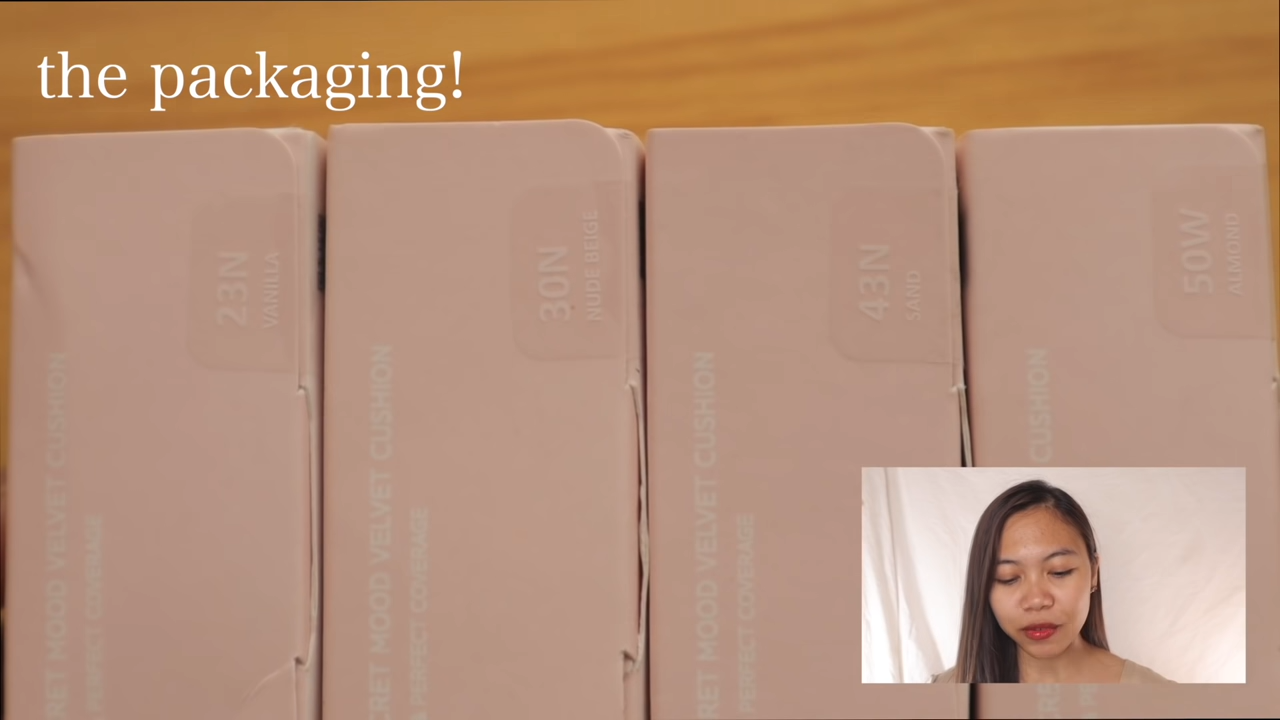 the packaging!
23N
VANILLA
RET MOOD VELVET CUSHION
PERFECT COVERAGE
30N
NUDE BEIGE
CRET MOOD VELVET CUSHION
& PERFECT COVERAGE
43N
SAND
RET MOOD VELVET CUSHION
PERFECT COVERAGE
50W
ALMOND
CUSHION